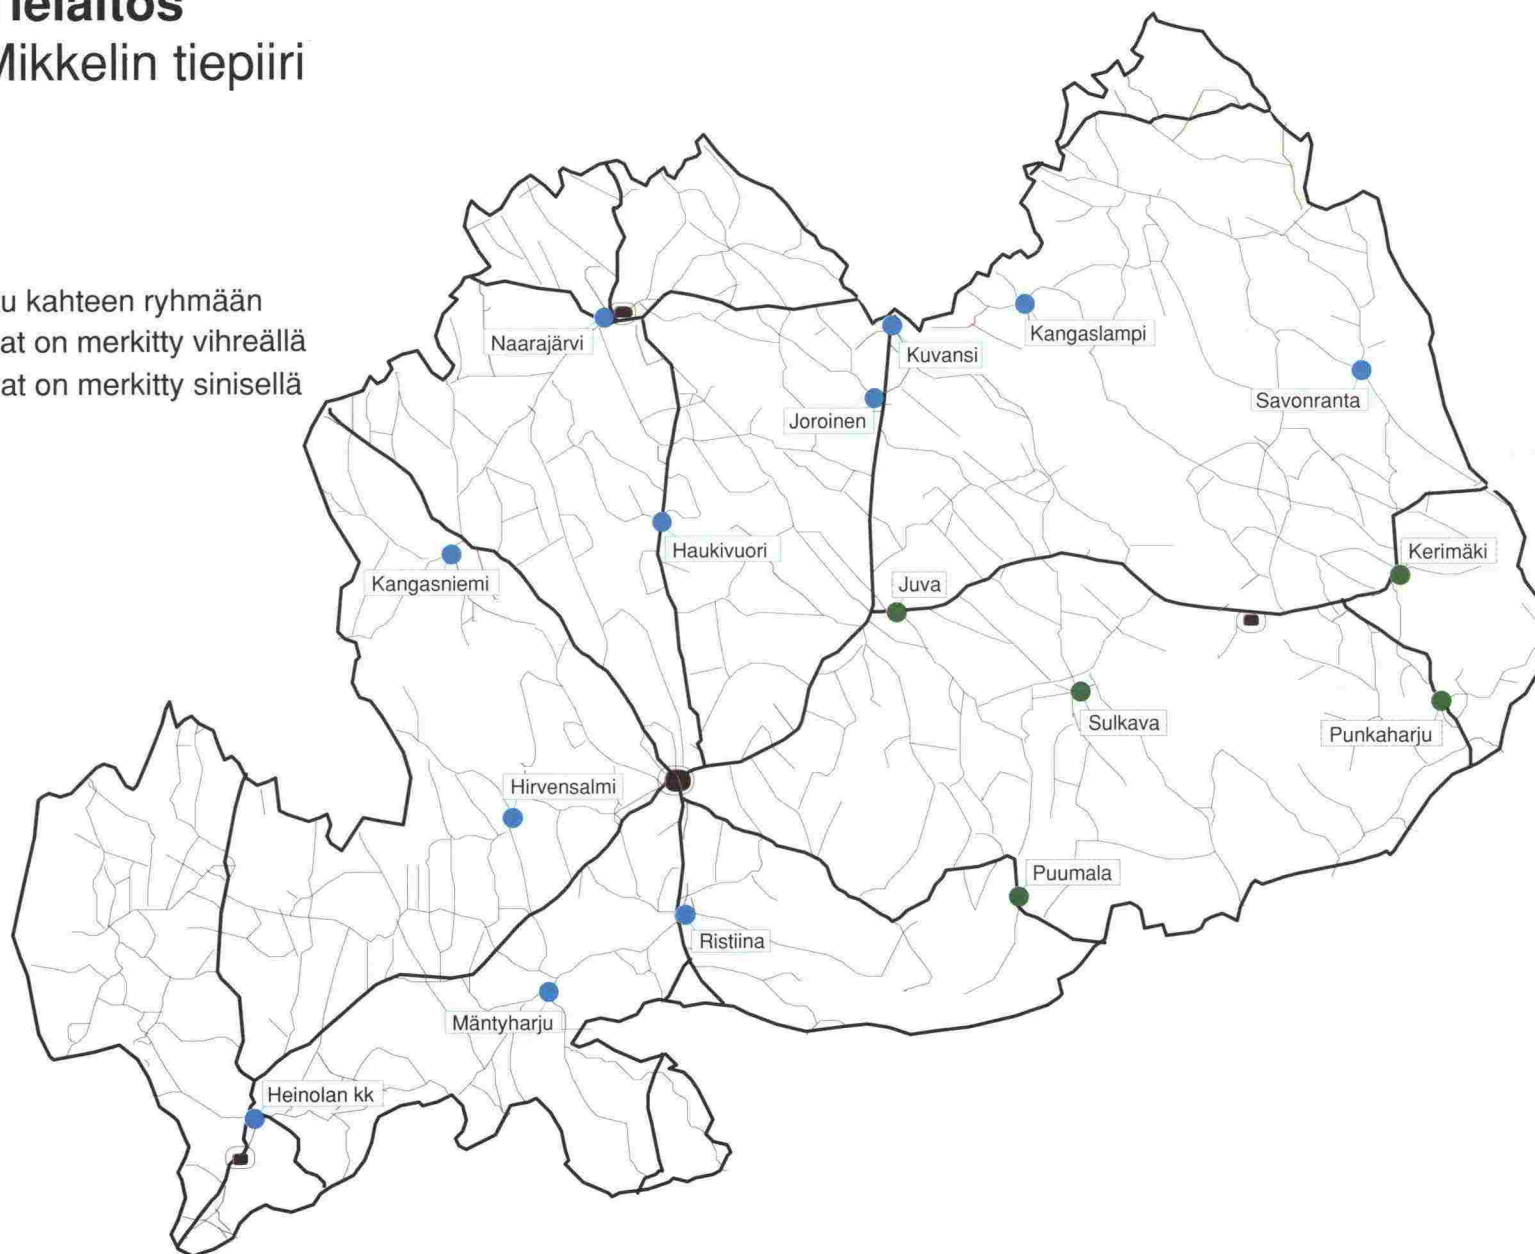 Tielaitos
Mikkelin tiepiiri
u kahteen ryhmään
at on merkitty vihreällä
at on merkitty sinisellä
Naarajärvi
Kuvansi
Kangaslampi
Joroinen
Savonranta
Haukivuori
Kangasniemi
Juva
Kerimäki
Sulkava
Punkaharju
Hirvensalmi
Puumala
Ristiina
Mäntyharju
Heinolan kk